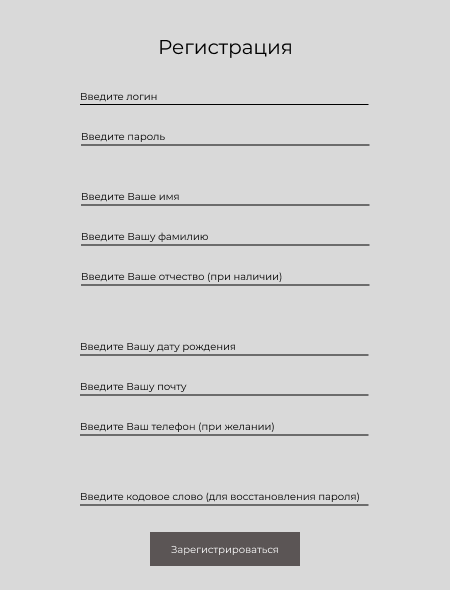 Регистрация
Введите логин
Введите пароль
Введите Ваше имя
Введите Вашу фамилию
Введите Ваше отчество (при наличии)
Введите Вашу дату рождения
Введите Вашу почту
Введите Ваш телефон (при желании)
Введите кодовое слово (для восстановления пароля)
Зарегистрироваться